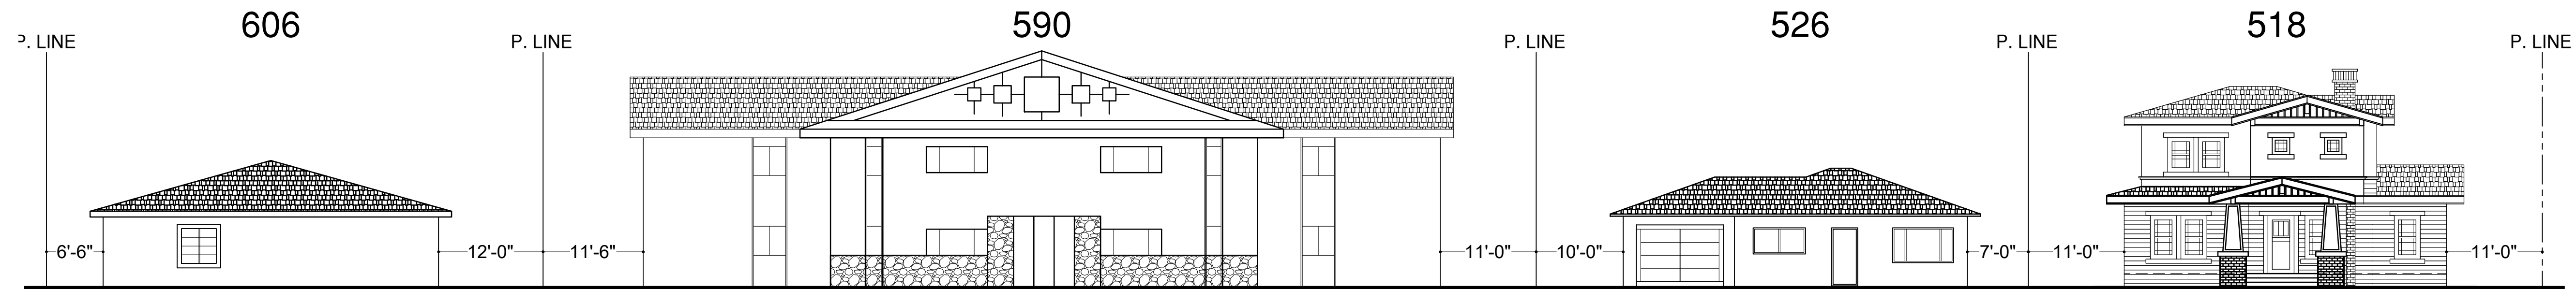 606
590
526
518
P. LINE
P. LINE
P. LINE
P. LINE
P. LINE
6'-6"
12'-0"
11'-6"
11'-0"
10'-0"
7'-0"
11'-0"
11'-0"